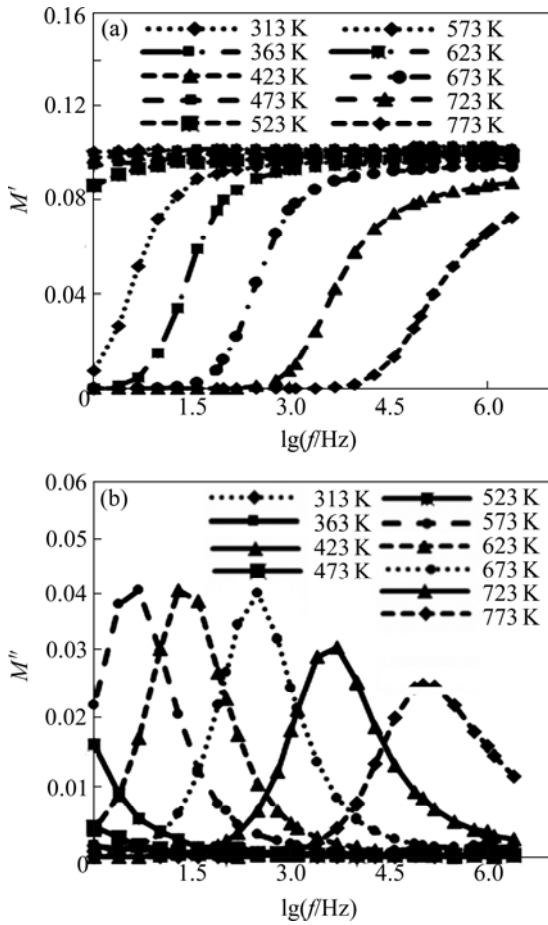 (a)
313 K 573 K
363 K 623 K
423 K 673 K
473 K 723 K
523 K 773 K
0.16
0.12
0.08
0.04
0
M′
0 1.5 3.0 4.5 6.0
lg(f/Hz)
(b)
313 K 523 K
363 K 573 K
423 K 623 K
473 K 673 K
723 K
773 K
0.06
0.05
0.04
0.03
0.02
0.01
0
M″
0 1.5 3.0 4.5 6.0
lg(f/Hz)